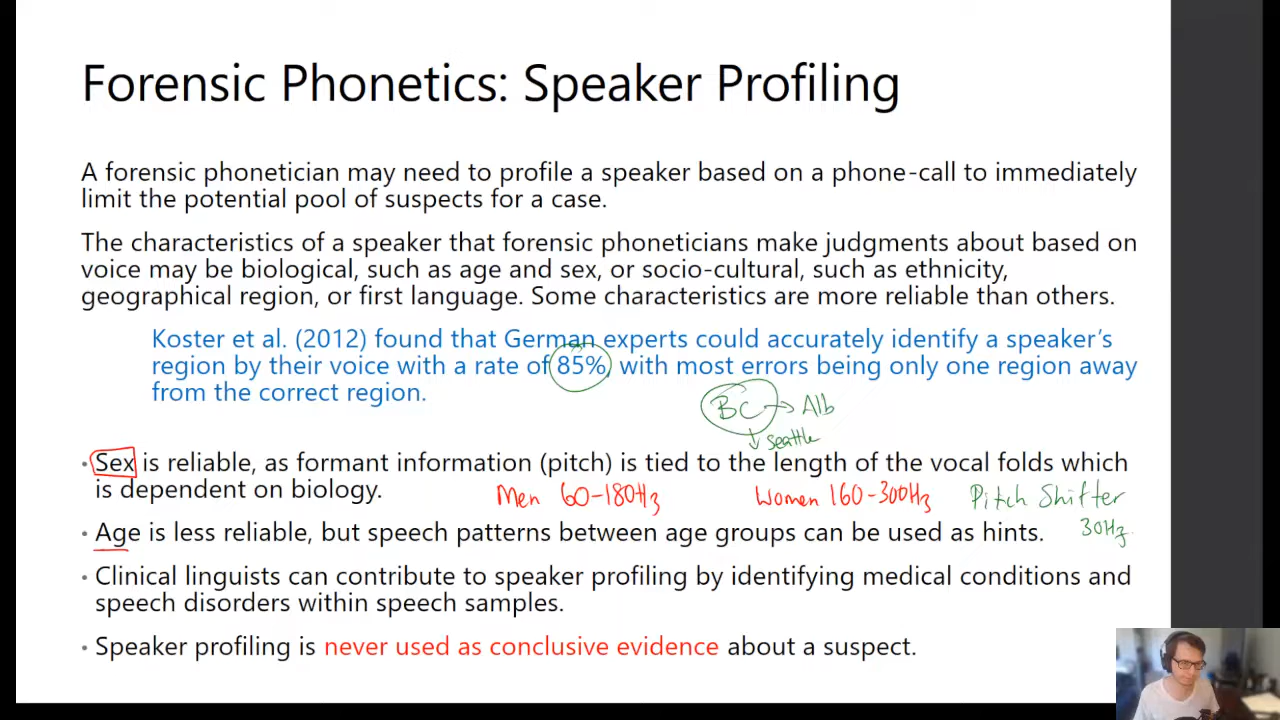 Forensic Phonetics: Speaker Profiling
A forensic phonetician may need to profile a speaker based on a phone-call to immediately
limit the potential pool of suspects for a case.
The characteristics of a speaker that forensic phoneticians make judgments about based on
voice may be biological, such as age and sex, or socio-cultural, such as ethnicity,
geographical region, or first language. Some characteristics are more reliable than others.
Koster et al. (2012) found that German experts could accurately identify a speaker's
region by their voice with a rate of 85%, with most errors being only one region away
from the correct region.
BC → Alb
↓ Seattle
• Sex is reliable, as formant information (pitch) is tied to the length of the vocal folds which
is dependent on biology.
Men 60-180Hz Women 160-300Hz Pitch Shifter
30Hz
• Age is less reliable, but speech patterns between age groups can be used as hints.
• Clinical linguists can contribute to speaker profiling by identifying medical conditions and
speech disorders within speech samples.
• Speaker profiling is never used as conclusive evidence about a suspect.